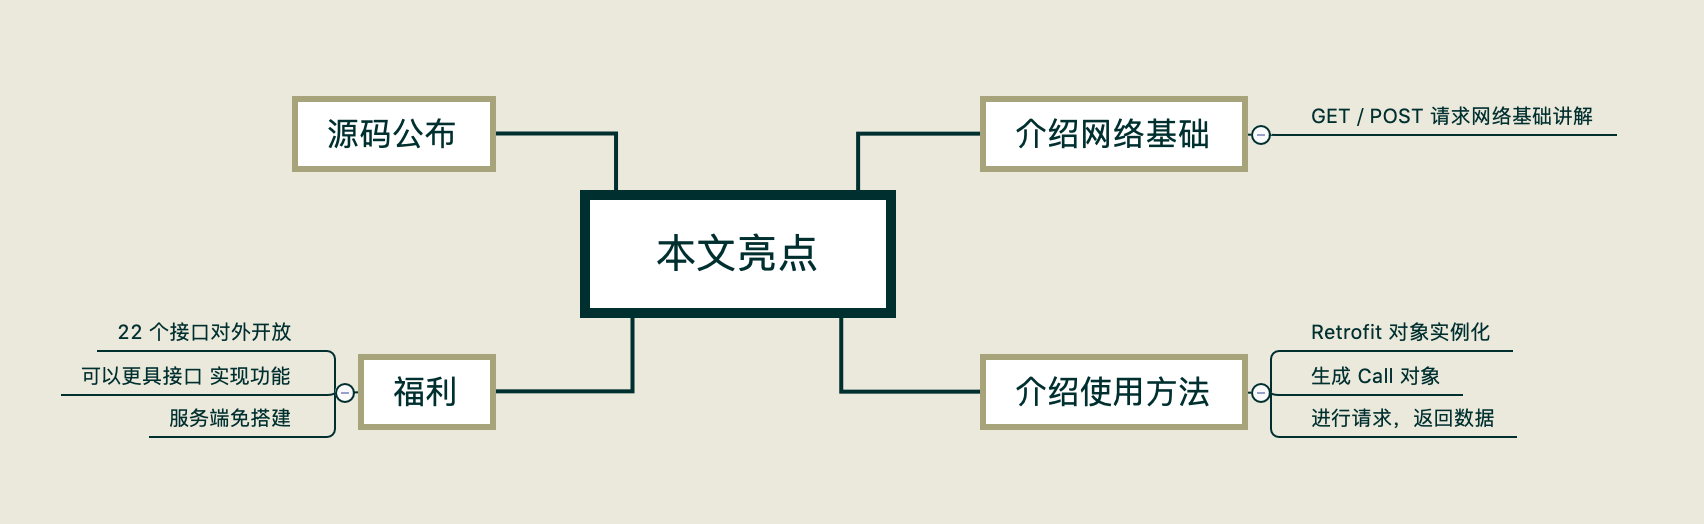 源码公布
介绍网络基础
GET / POST 请求网络基础讲解
本文亮点
22 个接口对外开放
可以更具接口 实现功能
服务端免搭建
福利
介绍使用方法
Retrofit 对象实例化
生成 Call 对象
进行请求，返回数据